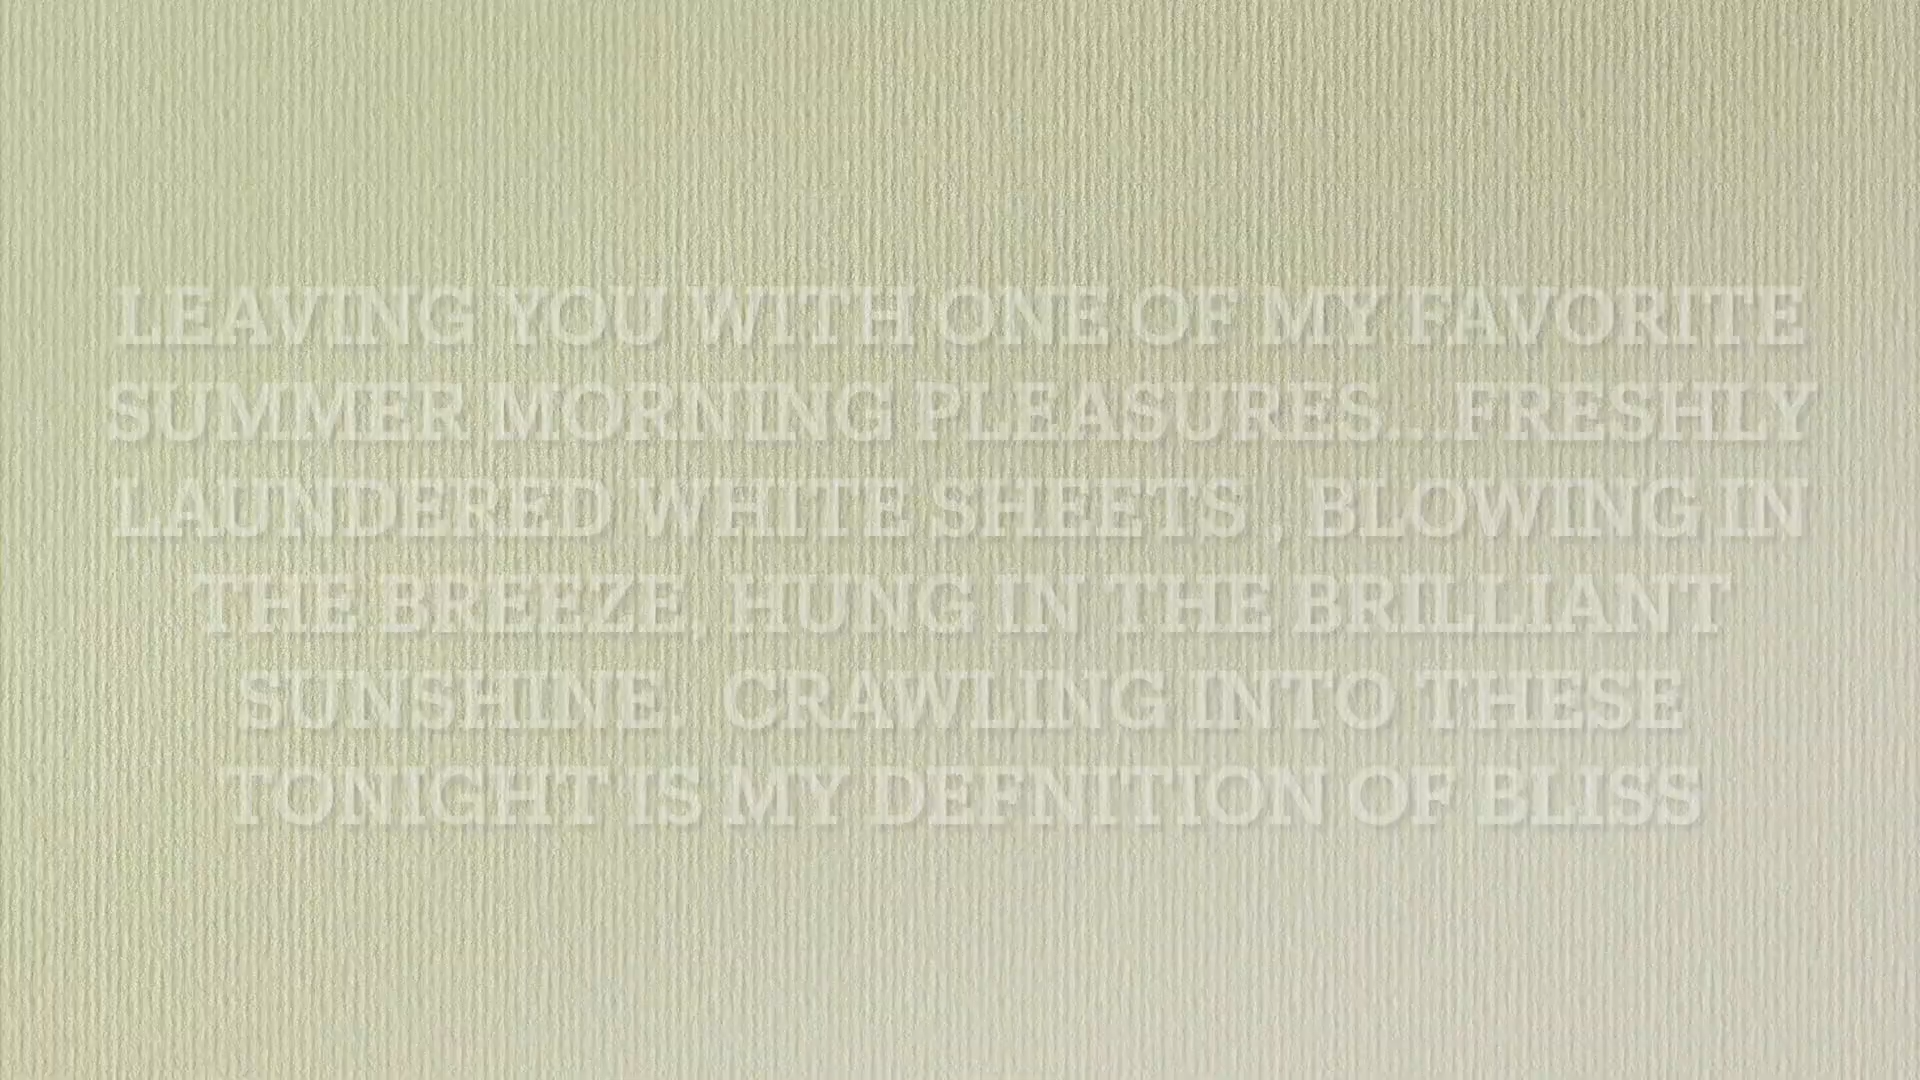 LEAVING YOU WITH ONE OF MY FAVORITE
SUMMER MORNING PLEASURES... FRESHLY
LAUNDERED WHITE SHEETS , BLOWING IN
THE BREEZE, HUNG IN THE BRILLIANT
SUNSHINE. CRAWLING INTO THESE
TONIGHT IS MY DEFNITION OF BLISS